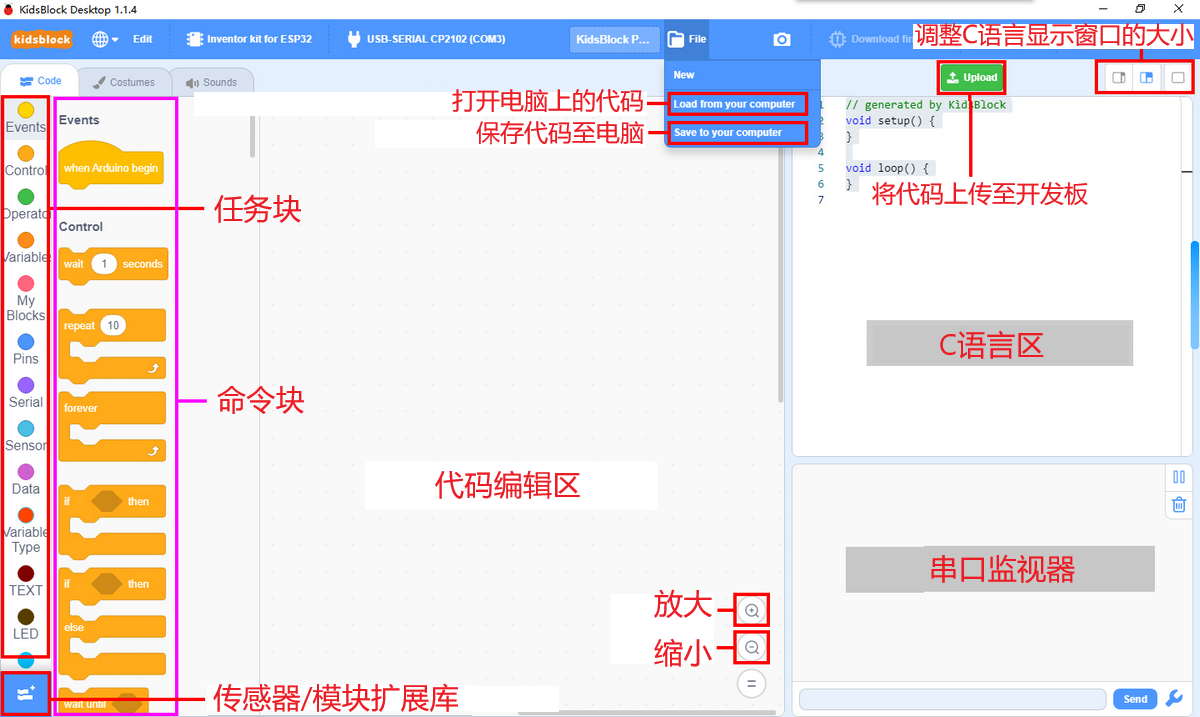 KidsBlock Desktop 1.1.4
kidsblock
Edit
Inventor kit for ESP32
USB-SERIAL CP2102 (COM3)
KidsBlock P...
File
Download
调整C语言显示窗口的大小
Code
Costumes
Sounds
New
Load from your computer
Save to your computer
打开电脑上的代码
保存代码至电脑
Upload
将代码上传至开发板
1 // generated by KidsBlock
2 void setup() {
3 }
4
5 void loop() {
6 }
7
C语言区
Events
Control
Operato
Variable
My
Blocks
Pins
Serial
Sensor
Data
Variable
Type
TEXT
LED
任务块
Events
when Arduino begin
Control
wait 1 seconds
repeat 10
forever
if then
if then
else
wait until
命令块
代码编辑区
串口监视器
放大
缩小
传感器/模块扩展库
Send